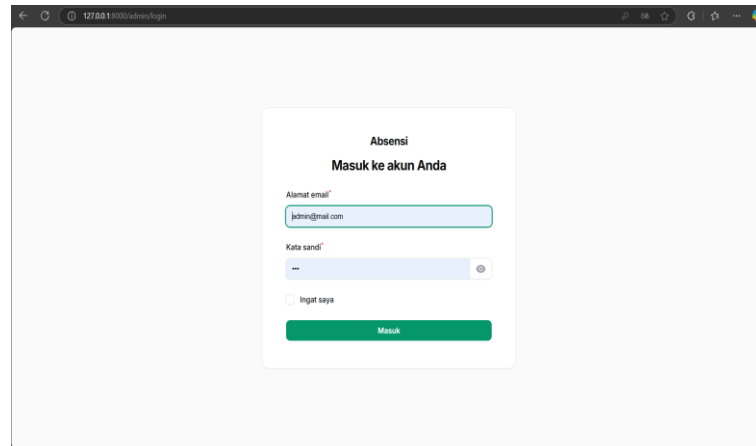 127.0.0.1:8000/admin/login
Absensi
Masuk ke akun Anda
Alamat email*
admin@mail.com
Kata sandi*
•••
Ingat saya
Masuk